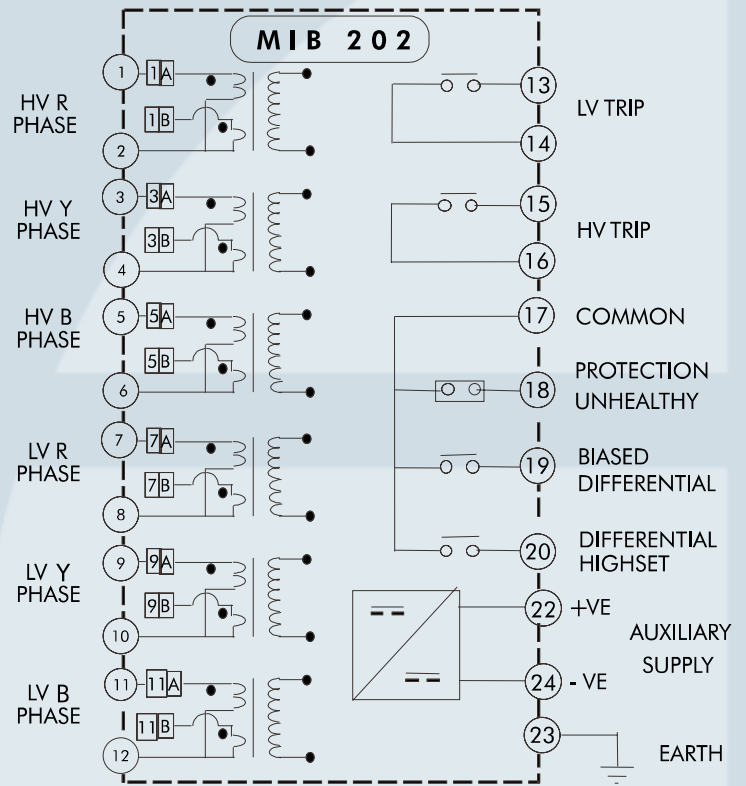 MIB 202
HV R
PHASE
1
1A
1B
2
HV Y
PHASE
3
3A
3B
4
HV B
PHASE
5
5A
5B
6
LV R
PHASE
7
7A
7B
8
LV Y
PHASE
9
9A
9B
10
LV B
PHASE
11
11A
11B
12
13
LV TRIP
14
15
HV TRIP
16
17
COMMON
18
PROTECTION
UNHEALTHY
19
BIASED
DIFFERENTIAL
20
DIFFERENTIAL
HIGHSET
22
+VE
AUXILIARY
SUPPLY
24
- VE
23
EARTH